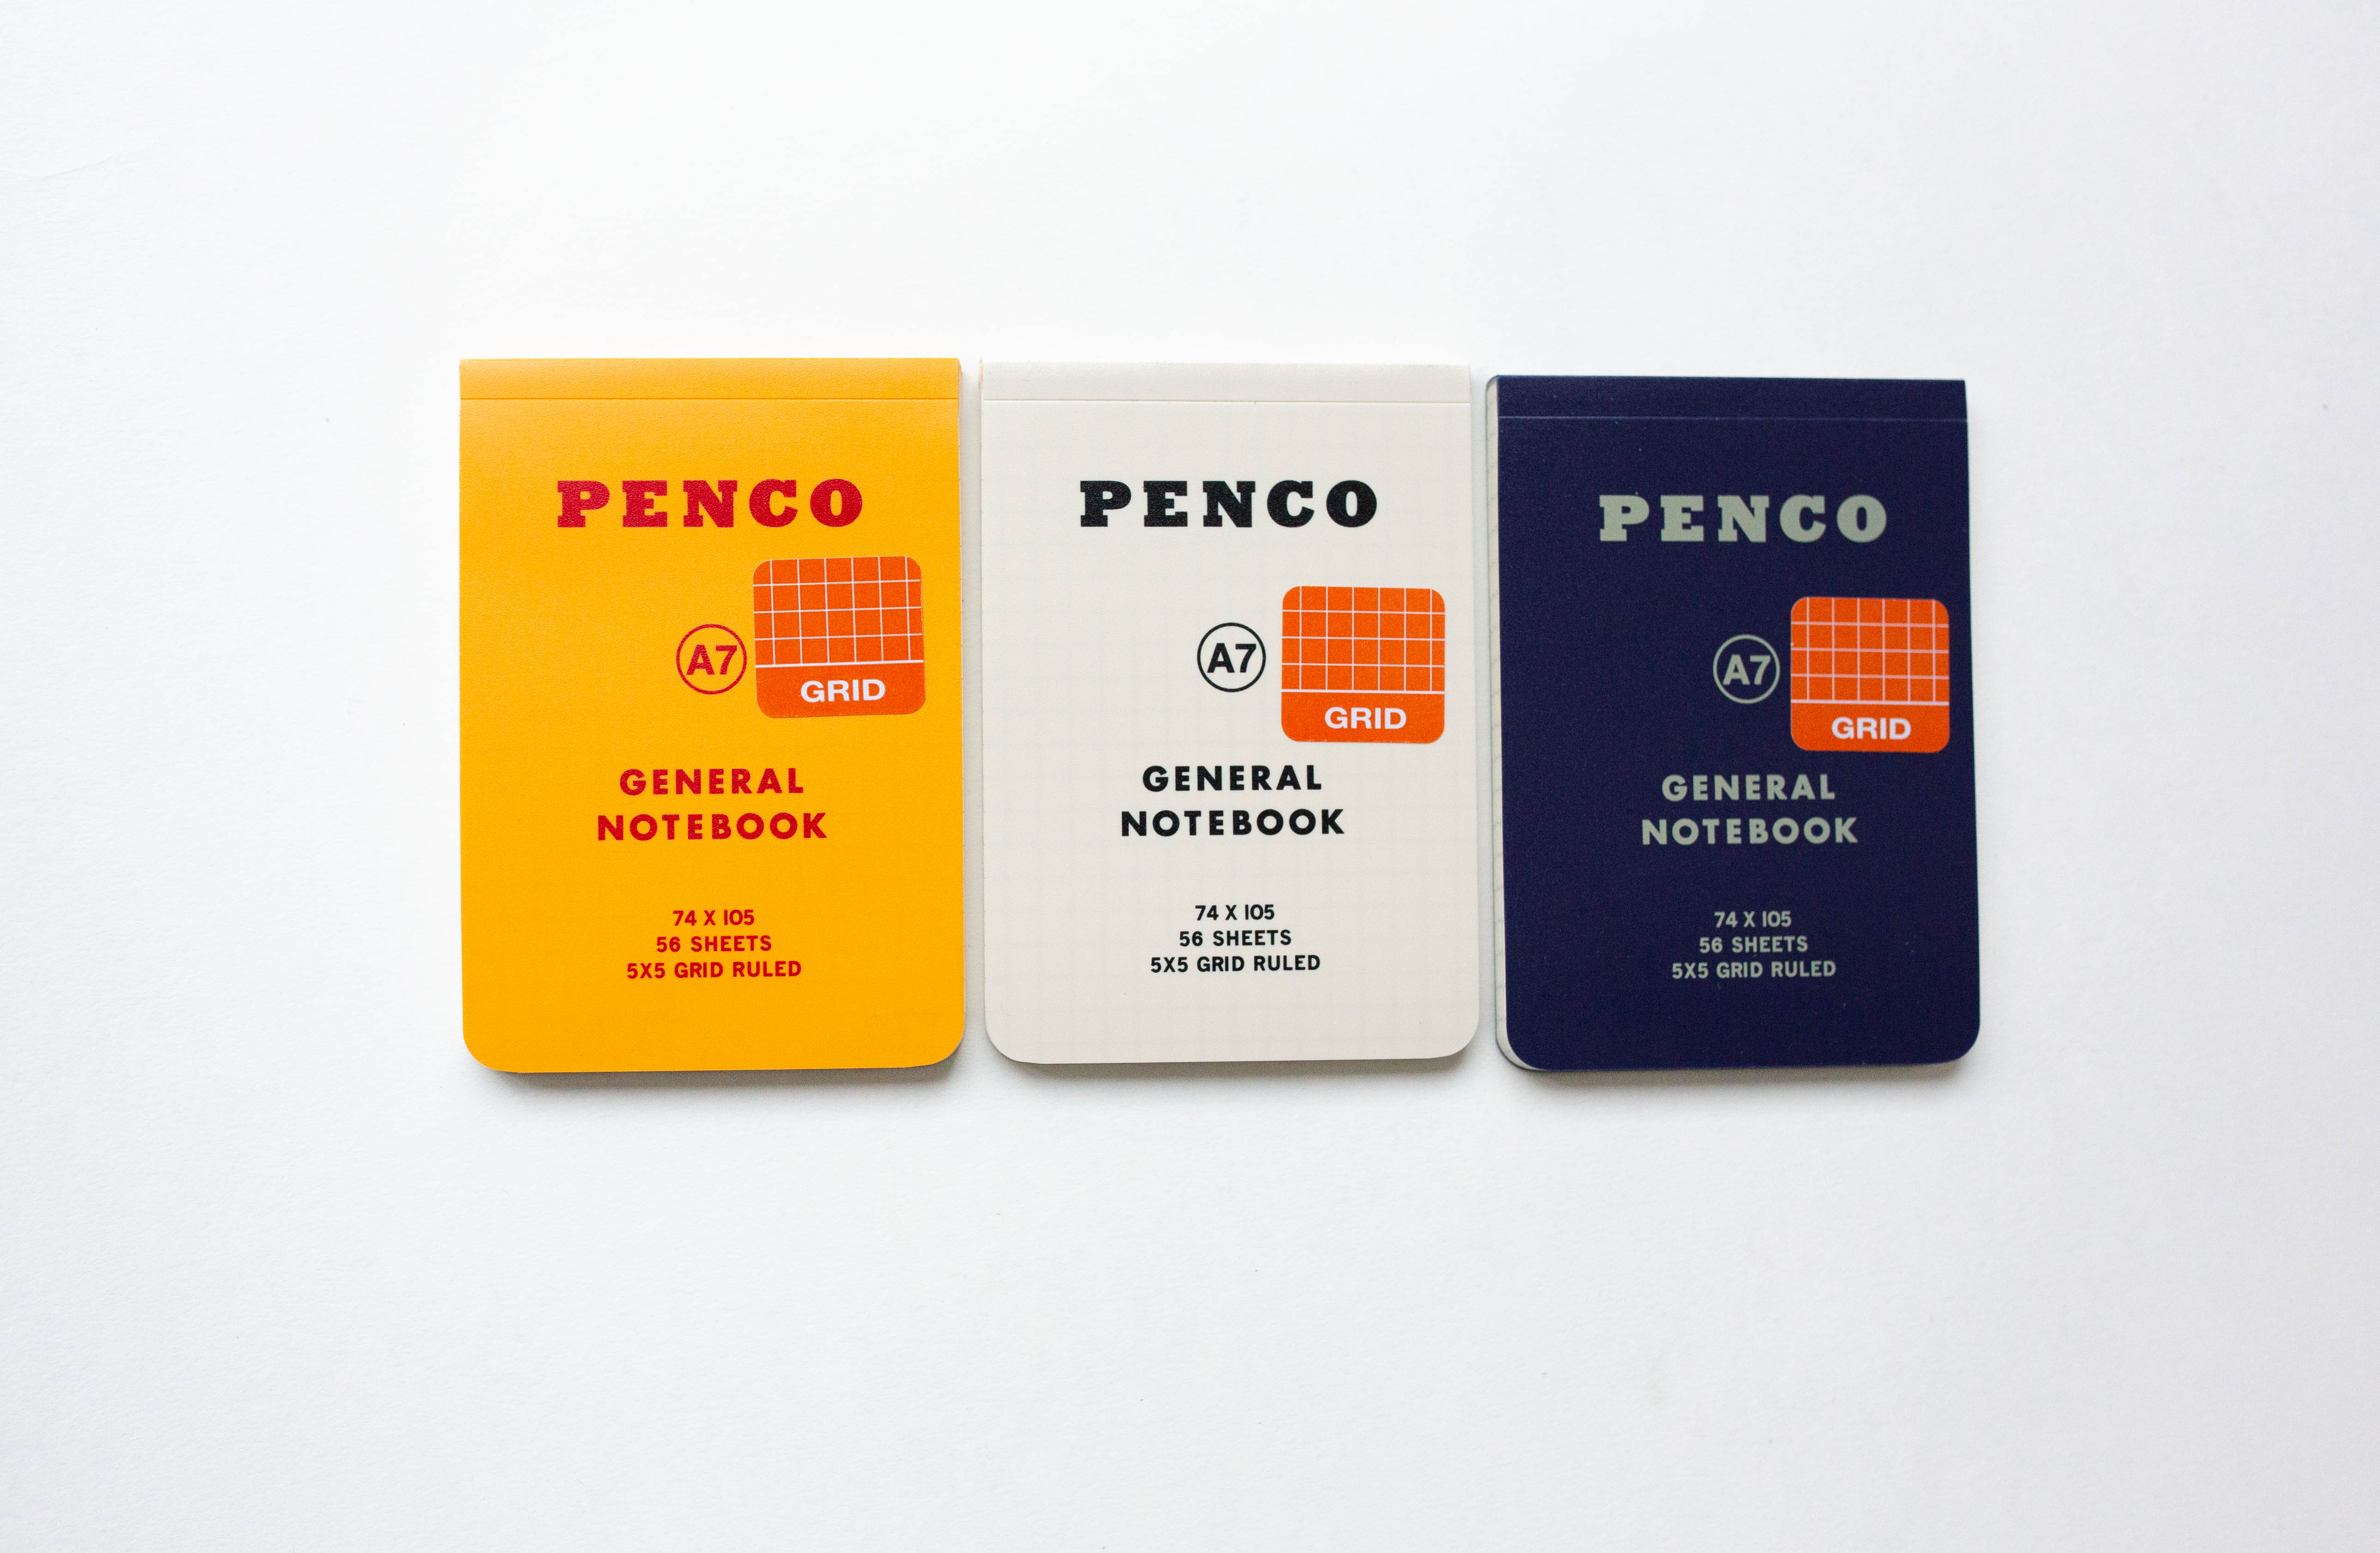 PENCO
A7
GRID
GENERAL
NOTEBOOK
74 X 105
56 SHEETS
5X5 GRID RULED
PENCO
A7
GRID
GENERAL
NOTEBOOK
74 X 105
56 SHEETS
5X5 GRID RULED
PENCO
A7
GRID
GENERAL
NOTEBOOK
74 X 105
56 SHEETS
5X5 GRID RULED